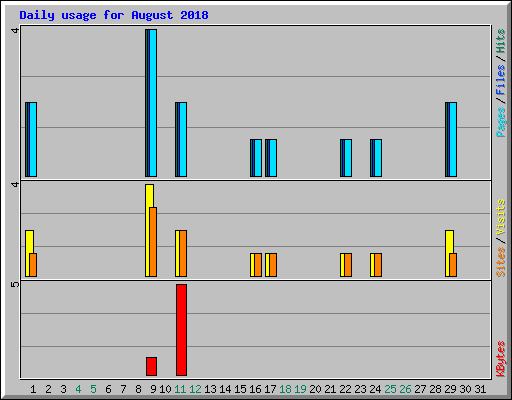 Daily usage for August 2018
4
Pages / Files / Hits
4
Sites / Visits
5
KBytes
1 2 3 4 5 6 7 8 9 10 11 12 13 14 15 16 17 18 19 20 21 22 23 24 25 26 27 28 29 30 31